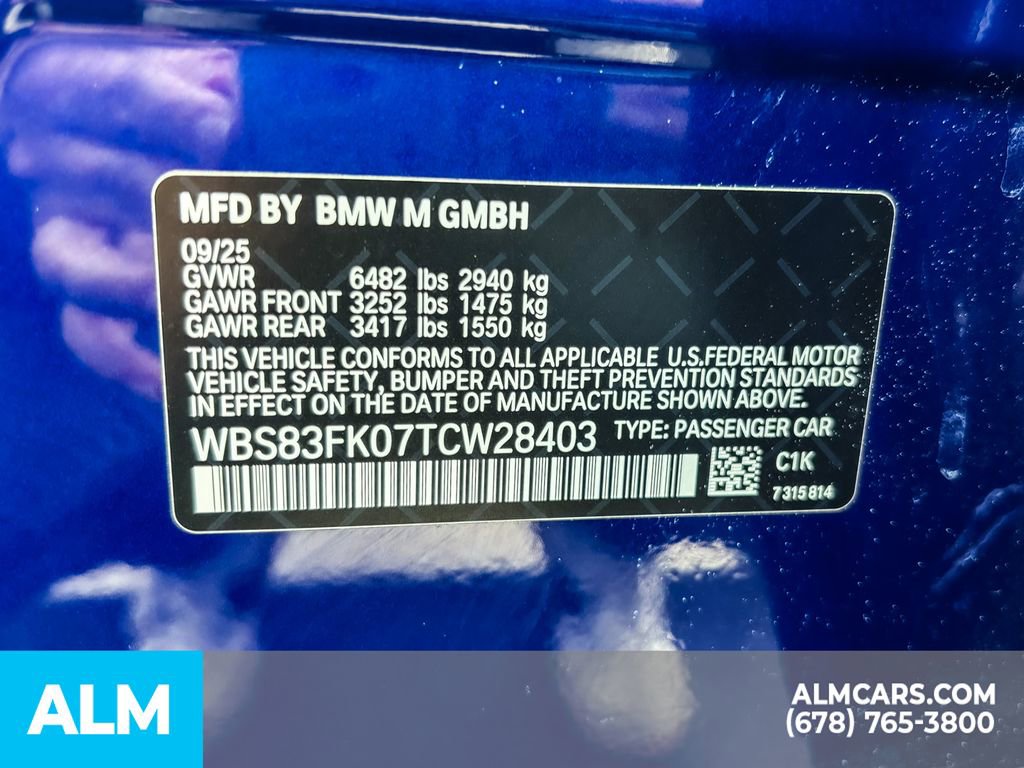 MFD BY BMW M GMBH
09/25
GVWR 6482 lbs 2940 kg
GAWR FRONT 3252 lbs 1475 kg
GAWR REAR 3417 lbs 1550 kg
THIS VEHICLE CONFORMS TO ALL APPLICABLE U.S.FEDERAL MOTOR
VEHICLE SAFETY, BUMPER AND THEFT PREVENTION STANDARDS
IN EFFECT ON THE DATE OF MANUFACTURE SHOWN ABOVE.
WBS83FK07TCW28403 TYPE: PASSENGER CAR
C1K
7315814
ALM
ALMCARS.COM
(678) 765-3800